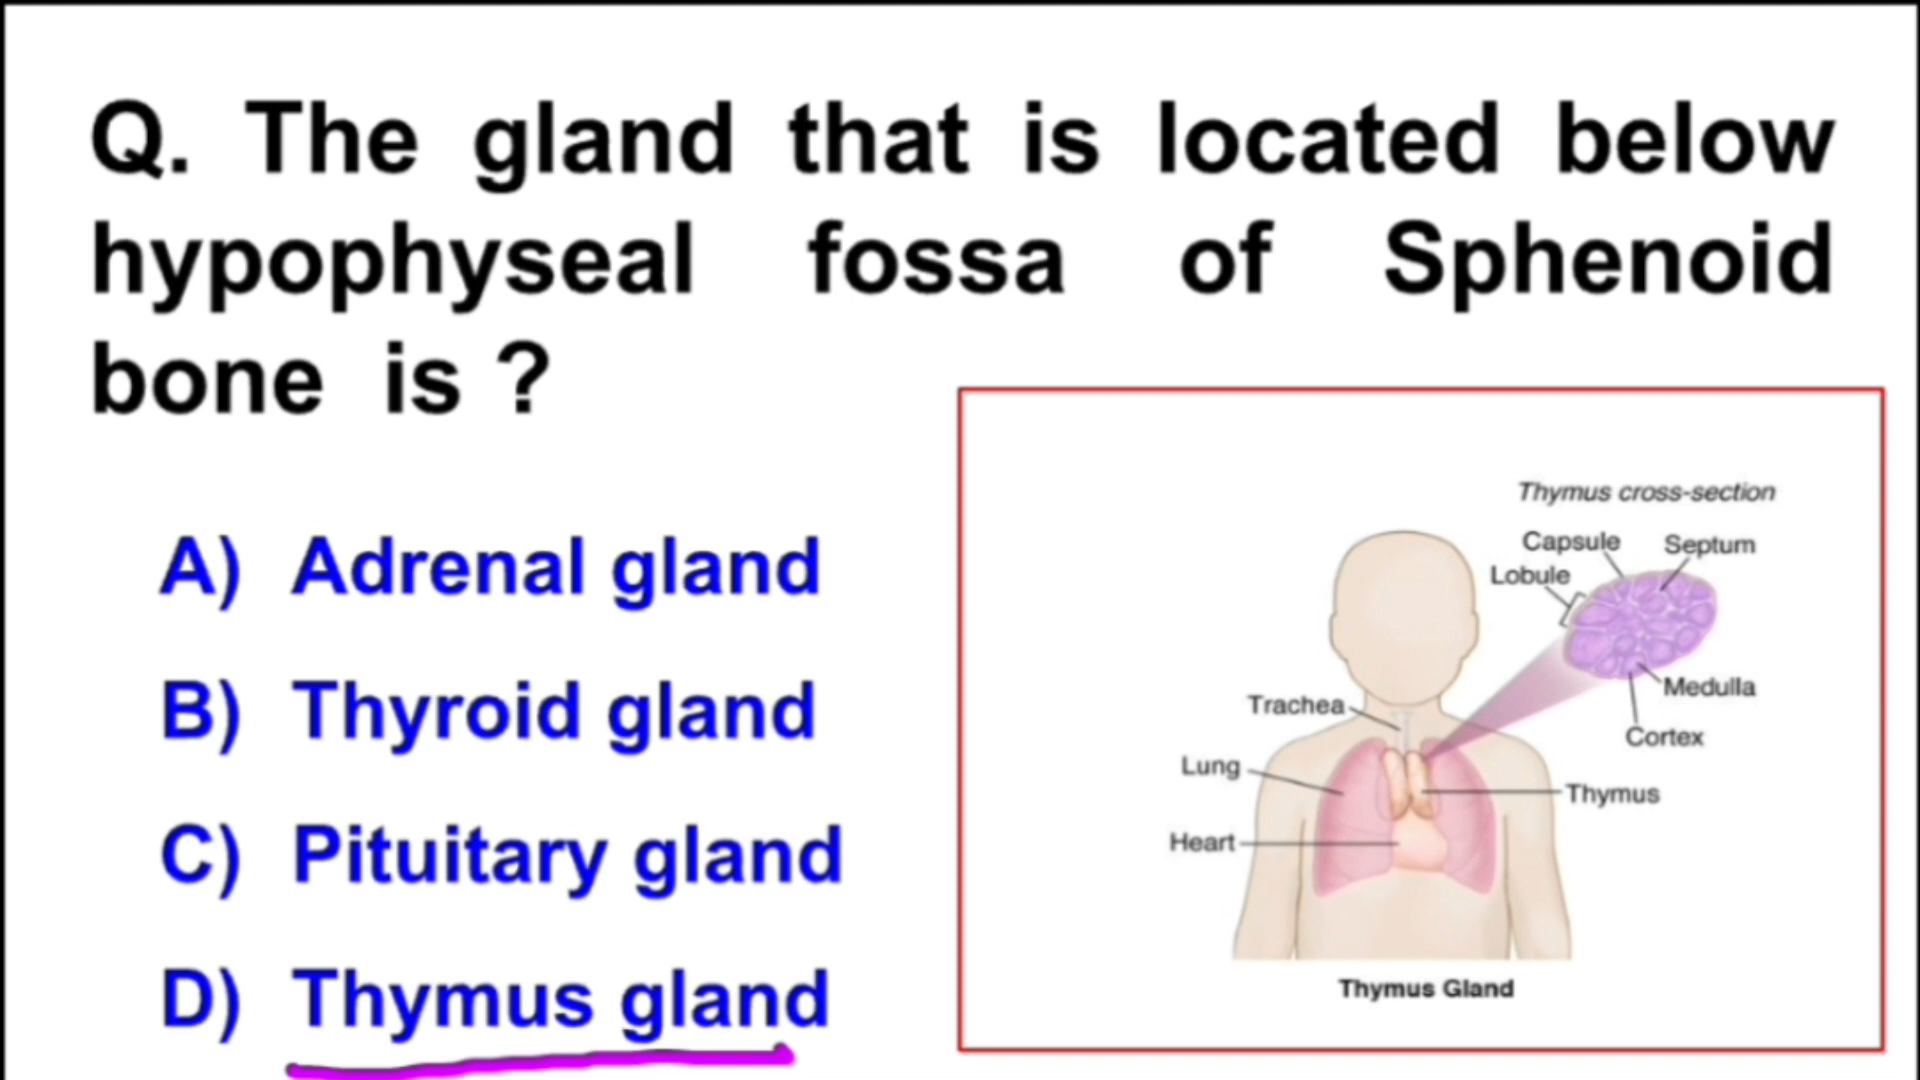 Q. The gland that is located below
hypophyseal fossa of Sphenoid
bone is ?
A) Adrenal gland
B) Thyroid gland
C) Pituitary gland
D) Thymus gland
Thymus cross-section
Capsule
Septum
Lobule
Medulla
Cortex
Trachea
Lung
Thymus
Heart
Thymus Gland